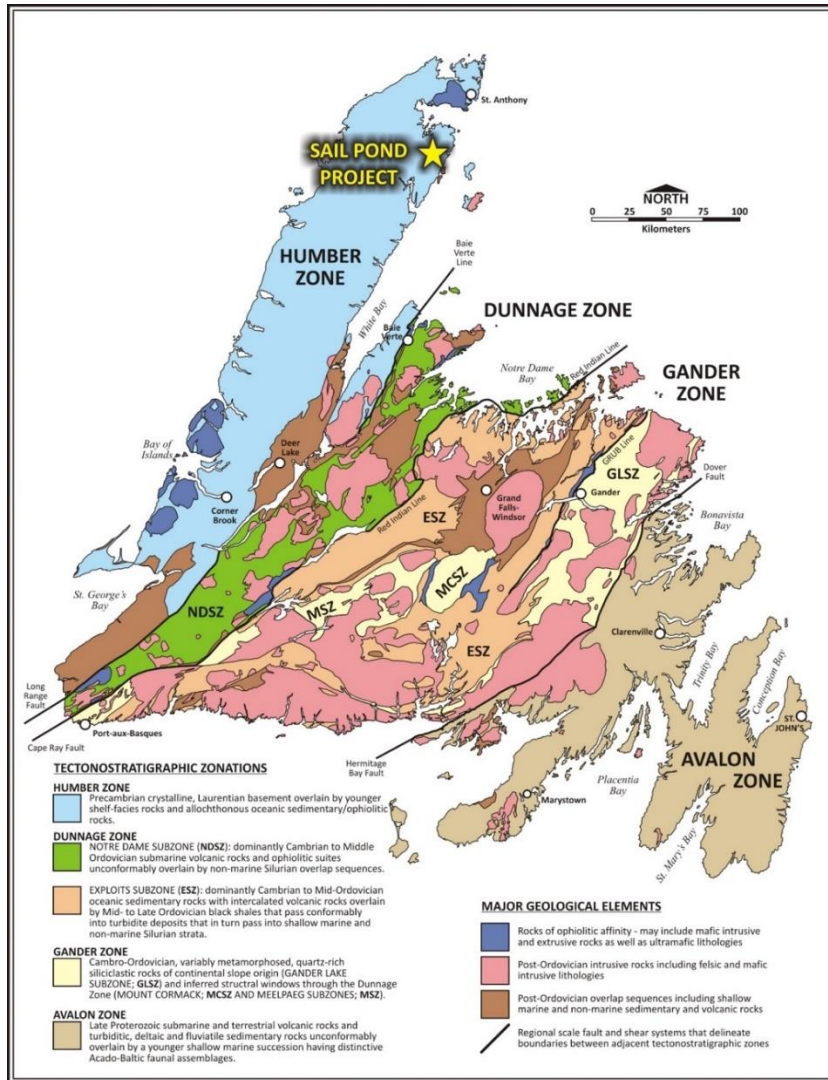 St. Anthony
SAIL POND
PROJECT
NORTH
0 25 50 75 100
Kilometers
HUMBER
ZONE
Baie
Verte
Line
White Bay
DUNNAGE ZONE
Baie
Verte
Notre Dame
Bay
Red Indian Line
GANDER
ZONE
GRUB Line
Bay of
Islands
Deer
Lake
GLSZ
Dover
Fault
Corner
Brook
Red Indian Line
ESZ
Grand
Falls-
Windsor
Gander
Bonavista
Bay
St. George's
Bay
NDSZ
MSZ
MCSZ
ESZ
Clarenville
Trinity Bay
Conception Bay
Long
Range
Fault
Port-aux-Basques
Cape Ray Fault
Hermitage
Bay Fault
ST.
JOHN'S
AVALON
ZONE
Placentia
Bay
Marystown
St. Mary's Bay
TECTONOSTRATIGRAPHIC ZONATIONS
HUMBER ZONE
Precambrian crystalline, Laurentian basement overlain by younger
shelf-facies rocks and allochthonous oceanic sedimentary/ophiolitic
rocks.
DUNNAGE ZONE
NOTRE DAME SUBZONE (NDSZ): dominantly Cambrian to Middle
Ordovician submarine volcanic rocks and ophiolitic suites
unconformably overlain by non-marine Silurian overlap sequences.
EXPLOITS SUBZONE (ESZ): dominantly Cambrian to Mid-Ordovician
oceanic sedimentary rocks with intercalated volcanic rocks overlain
by Mid- to Late Ordovician black shales that pass conformably
into turbidite deposits that in turn pass into shallow marine and
non-marine Silurian strata.
GANDER ZONE
Cambro-Ordovician, variably metamorphosed, quartz-rich
siliciclastic rocks of continental slope origin (GANDER LAKE
SUBZONE; GLSZ) and inferred structral windows through the Dunnage
Zone (MOUNT CORMACK; MCSZ AND MEELPAEG SUBZONES; MSZ).
AVALON ZONE
Late Proterozoic submarine and terrestrial volcanic rocks and
turbiditic, deltaic and fluviatile sedimentary rocks unconformably
overlain by a younger shallow marine succession having distinctive
Acado-Baltic faunal assemblages.
MAJOR GEOLOGICAL ELEMENTS
Rocks of ophiolitic affinity - may include mafic intrusive
and extrusive rocks as well as ultramafic lithologies
Post-Ordovician intrusive rocks including felsic and mafic
intrusive lithologies
Post-Ordovician overlap sequences including shallow
marine and non-marine sedimentary and volcanic rocks
Regional scale fault and shear systems that delineate
boundaries between adjacent tectonostratigraphic zones